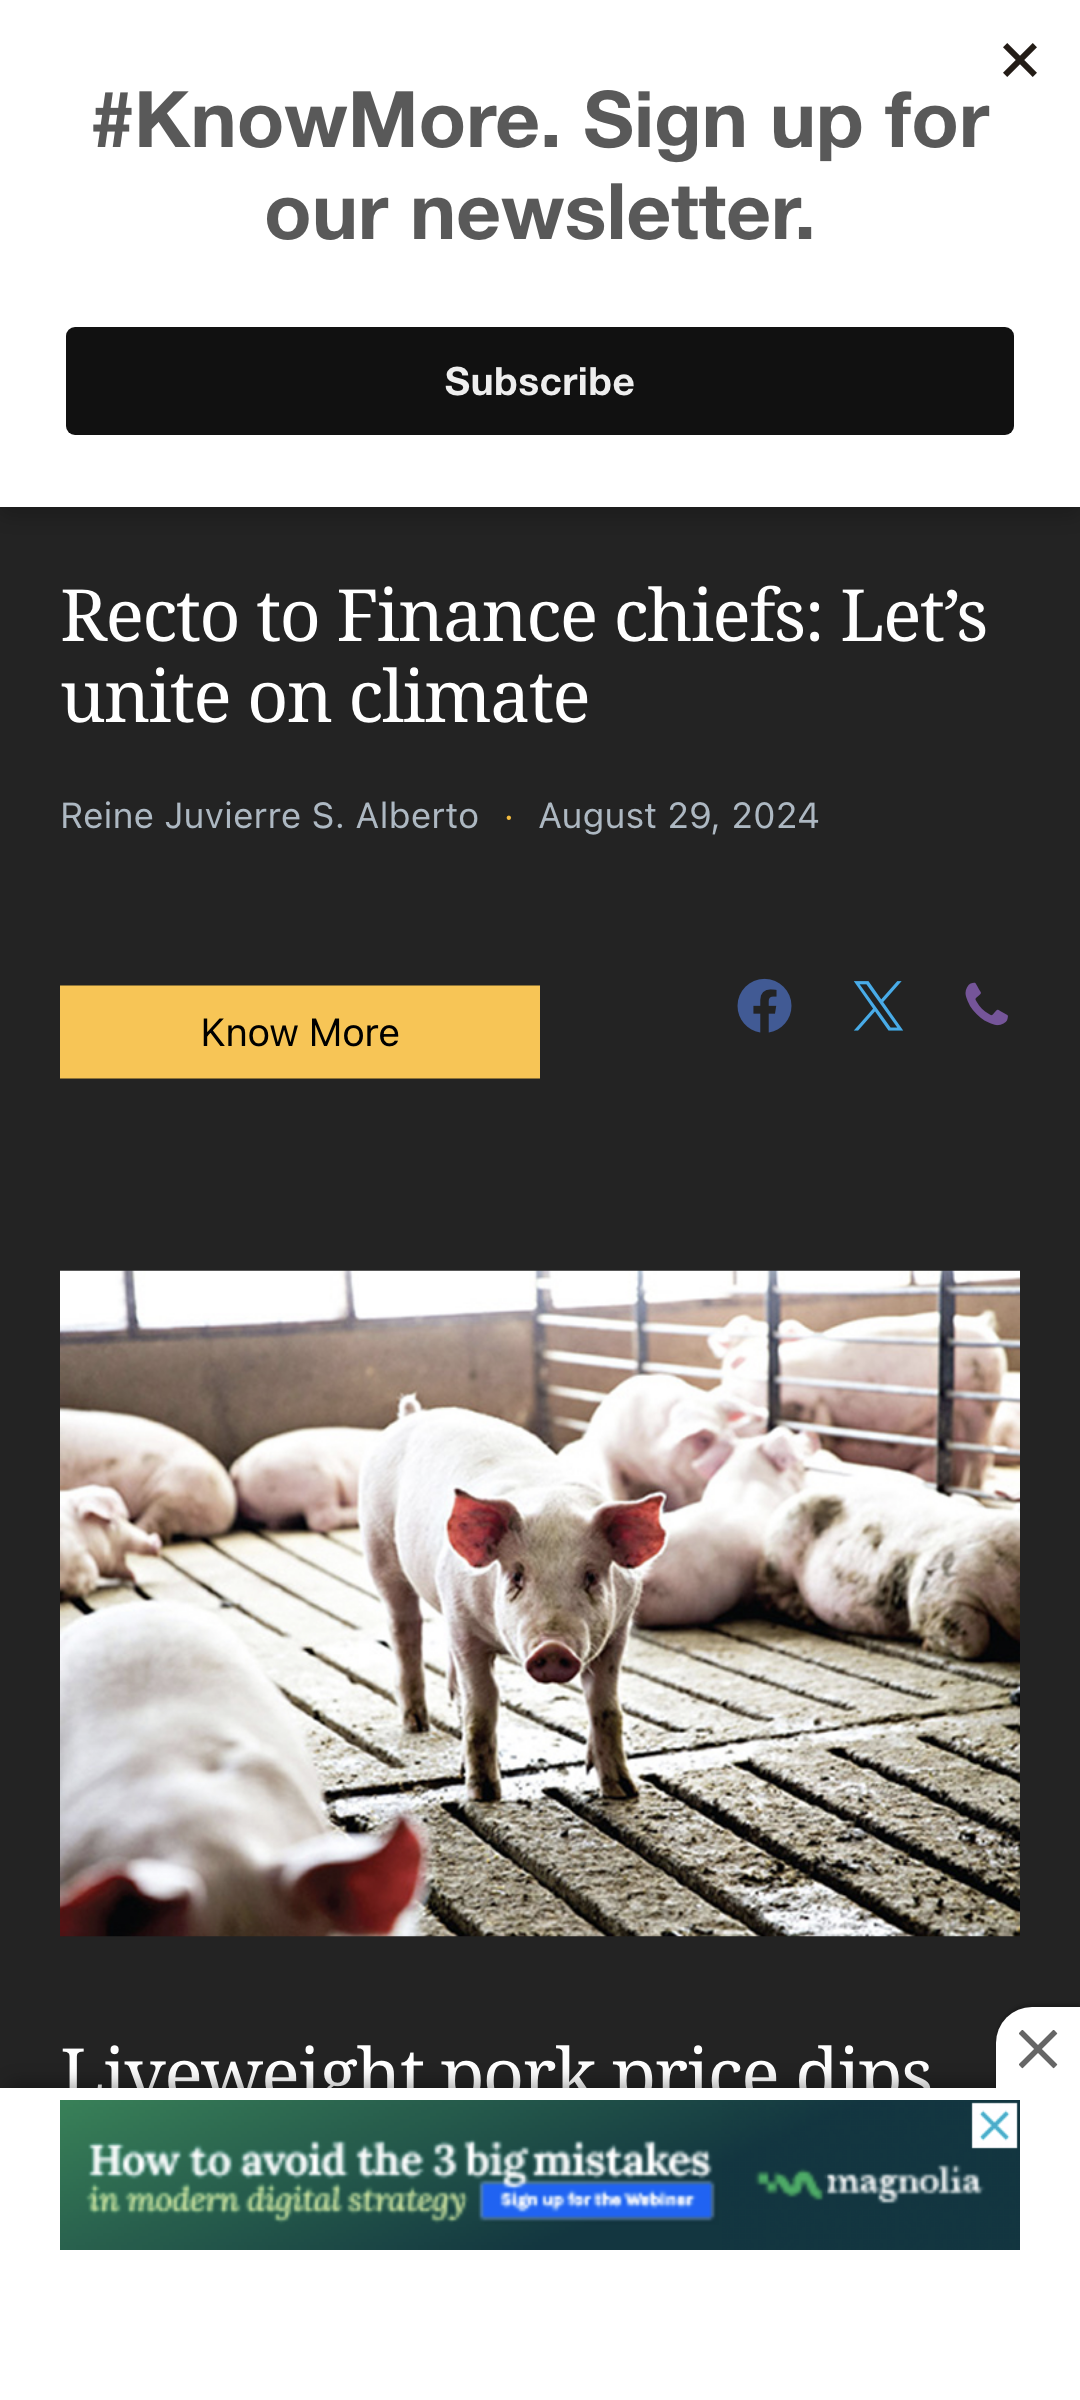 #KnowMore. Sign up for
our newsletter.
Subscribe
Recto to Finance chiefs: Let’s
unite on climate
Reine Juvierre S. Alberto · August 29, 2024
Know More
Liveweight pork price dips
How to avoid the 3 big mistakes
in modern digital strategy
Sign up for the Webinar
magnolia